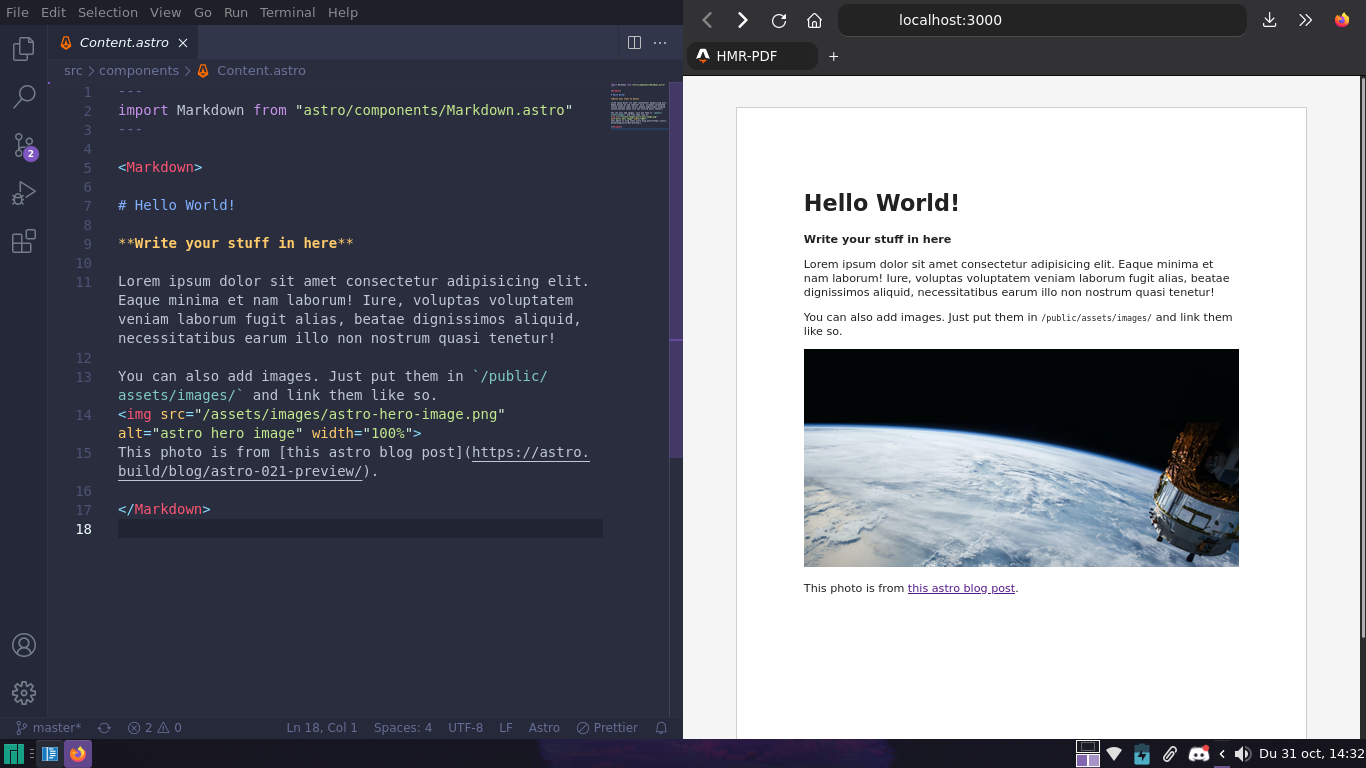 File Edit Selection View Go Run Terminal Help
Content.astro
src > components > Content.astro
1 ---
2 import Markdown from "astro/components/Markdown.astro"
3 ---
4
5 <Markdown>
6
7 # Hello World!
8
9 **Write your stuff in here**
10
11 Lorem ipsum dolor sit amet consectetur adipisicing elit.
Eaque minima et nam laborum! Iure, voluptas voluptatem
veniam laborum fugit alias, beatae dignissimos aliquid,
necessitatibus earum illo non nostrum quasi tenetur!
12
13 You can also add images. Just put them in `/public/
assets/images/` and link them like so.
14 <img src="/assets/images/astro-hero-image.png"
alt="astro hero image" width="100%">
15 This photo is from [this astro blog post](https://astro.
build/blog/astro-021-preview/).
16
17 </Markdown>
18
2
master* 2 0 Ln 18, Col 1 Spaces: 4 UTF-8 LF Astro Prettier
localhost:3000
HMR-PDF +
Hello World!
Write your stuff in here
Lorem ipsum dolor sit amet consectetur adipisicing elit. Eaque minima et
nam laborum! Iure, voluptas voluptatem veniam laborum fugit alias, beatae
dignissimos aliquid, necessitatibus earum illo non nostrum quasi tenetur!
You can also add images. Just put them in /public/assets/images/ and link them
like so.
This photo is from this astro blog post.
Du 31 oct, 14:32